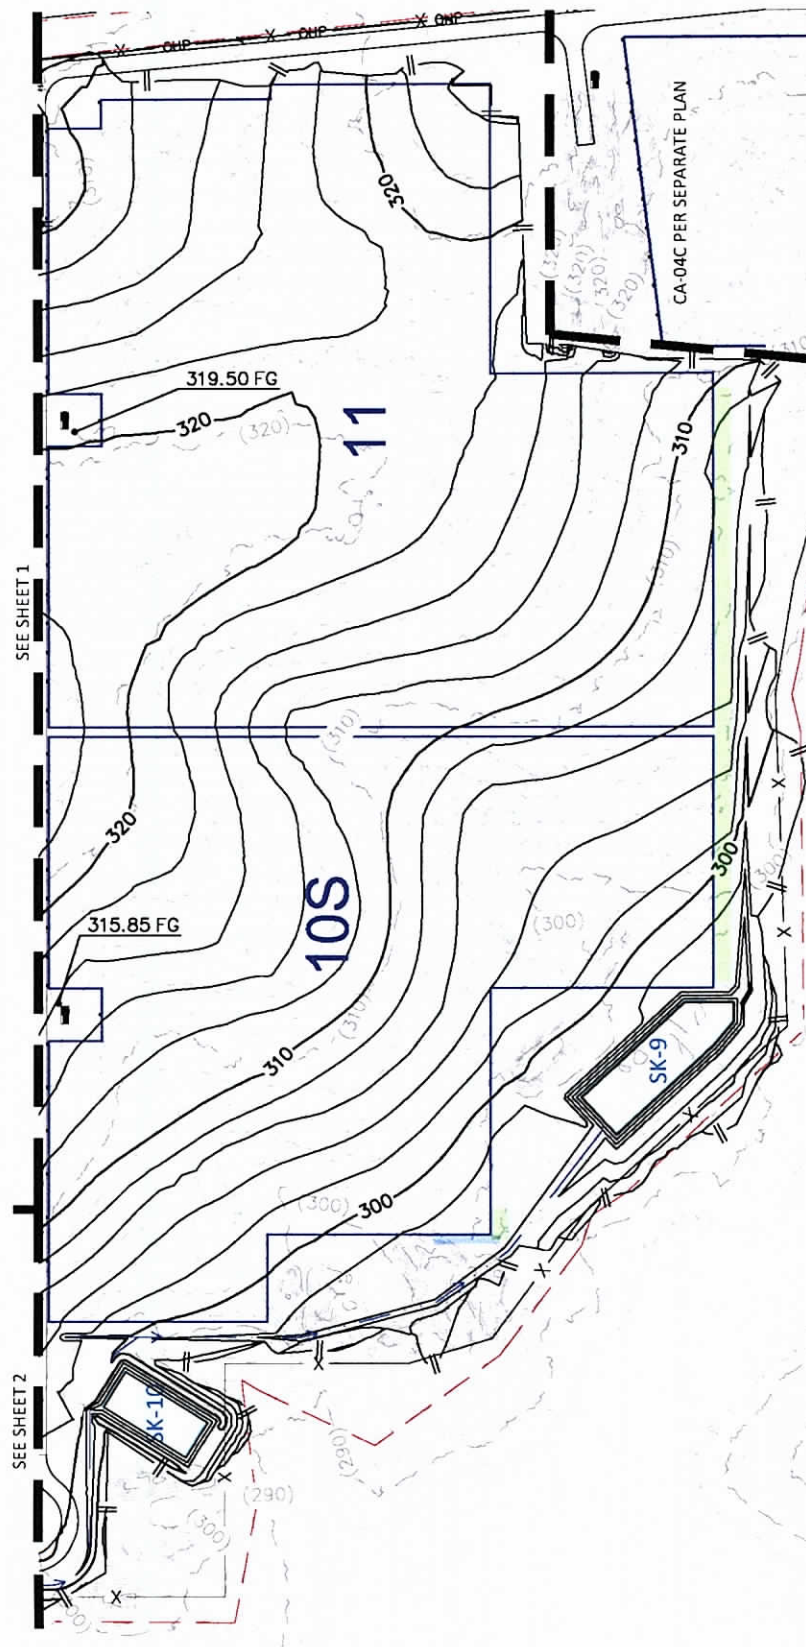 OHP
OHP
CA-04C PER SEPARATE PLAN
(310)
320
(320)
(320)
(320)
(320)
319.50 FG
320
(320)
11
310
(310)
SEE SHEET 1
(310)
320
10S
315.85 FG
(310)
310
(300)
300
(300)
SK-9
(300)
300
SEE SHEET 2
SK-10
(290)
(290)
(300)